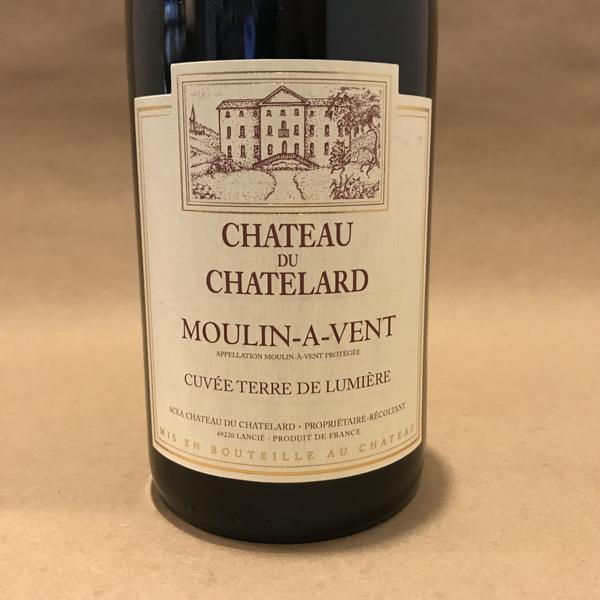 CHATEAU
DU
CHATELARD
MOULIN-A-VENT
APPELLATION MOULIN-À-VENT PROTÉGÉE
CUVÉE TERRE DE LUMIÈRE
SCEA CHATEAU DU CHATELARD • PROPRIÉTAIRE-RÉCOLTANT
69220 LANCIÉ - PRODUIT DE FRANCE
MIS EN BOUTEILLE AU CHATEAU